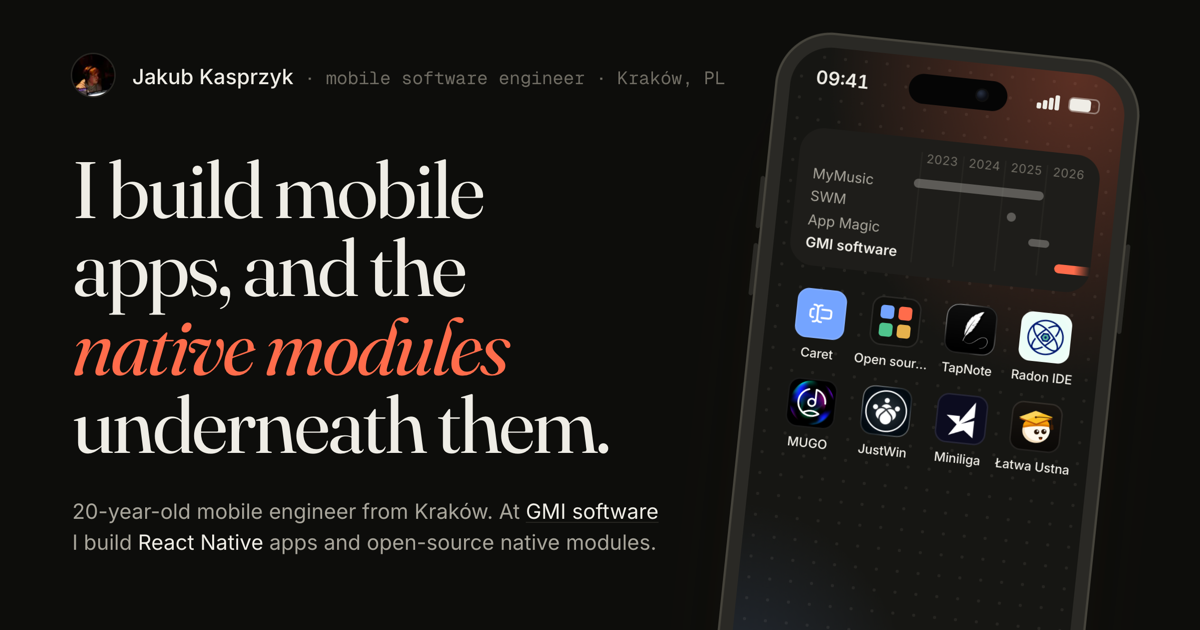 Jakub Kasprzyk · mobile software engineer · Kraków, PL
I build mobile
apps, and the
native modules
underneath them.
20-year-old mobile engineer from Kraków. At GMI software
I build React Native apps and open-source native modules.
09:41
2023 2024 2025 2026
MyMusic
SWM
App Magic
GMI software
Caret Open sour... TapNote Radon IDE
MUGO JustWin Miniliga Łatwa Ustna